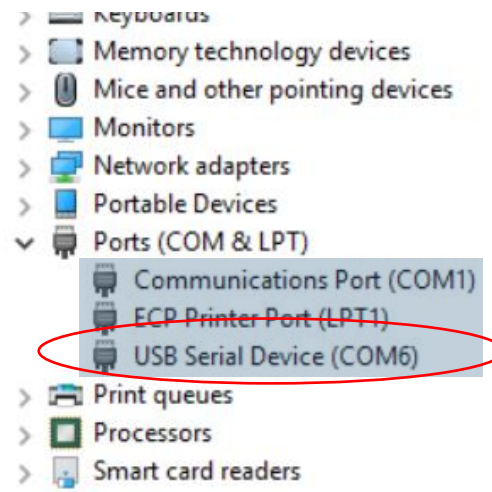 Keyboards
Memory technology devices
Mice and other pointing devices
Monitors
Network adapters
Portable Devices
Ports (COM & LPT)
Communications Port (COM1)
ECP Printer Port (LPT1)
USB Serial Device (COM6)
Print queues
Processors
Smart card readers